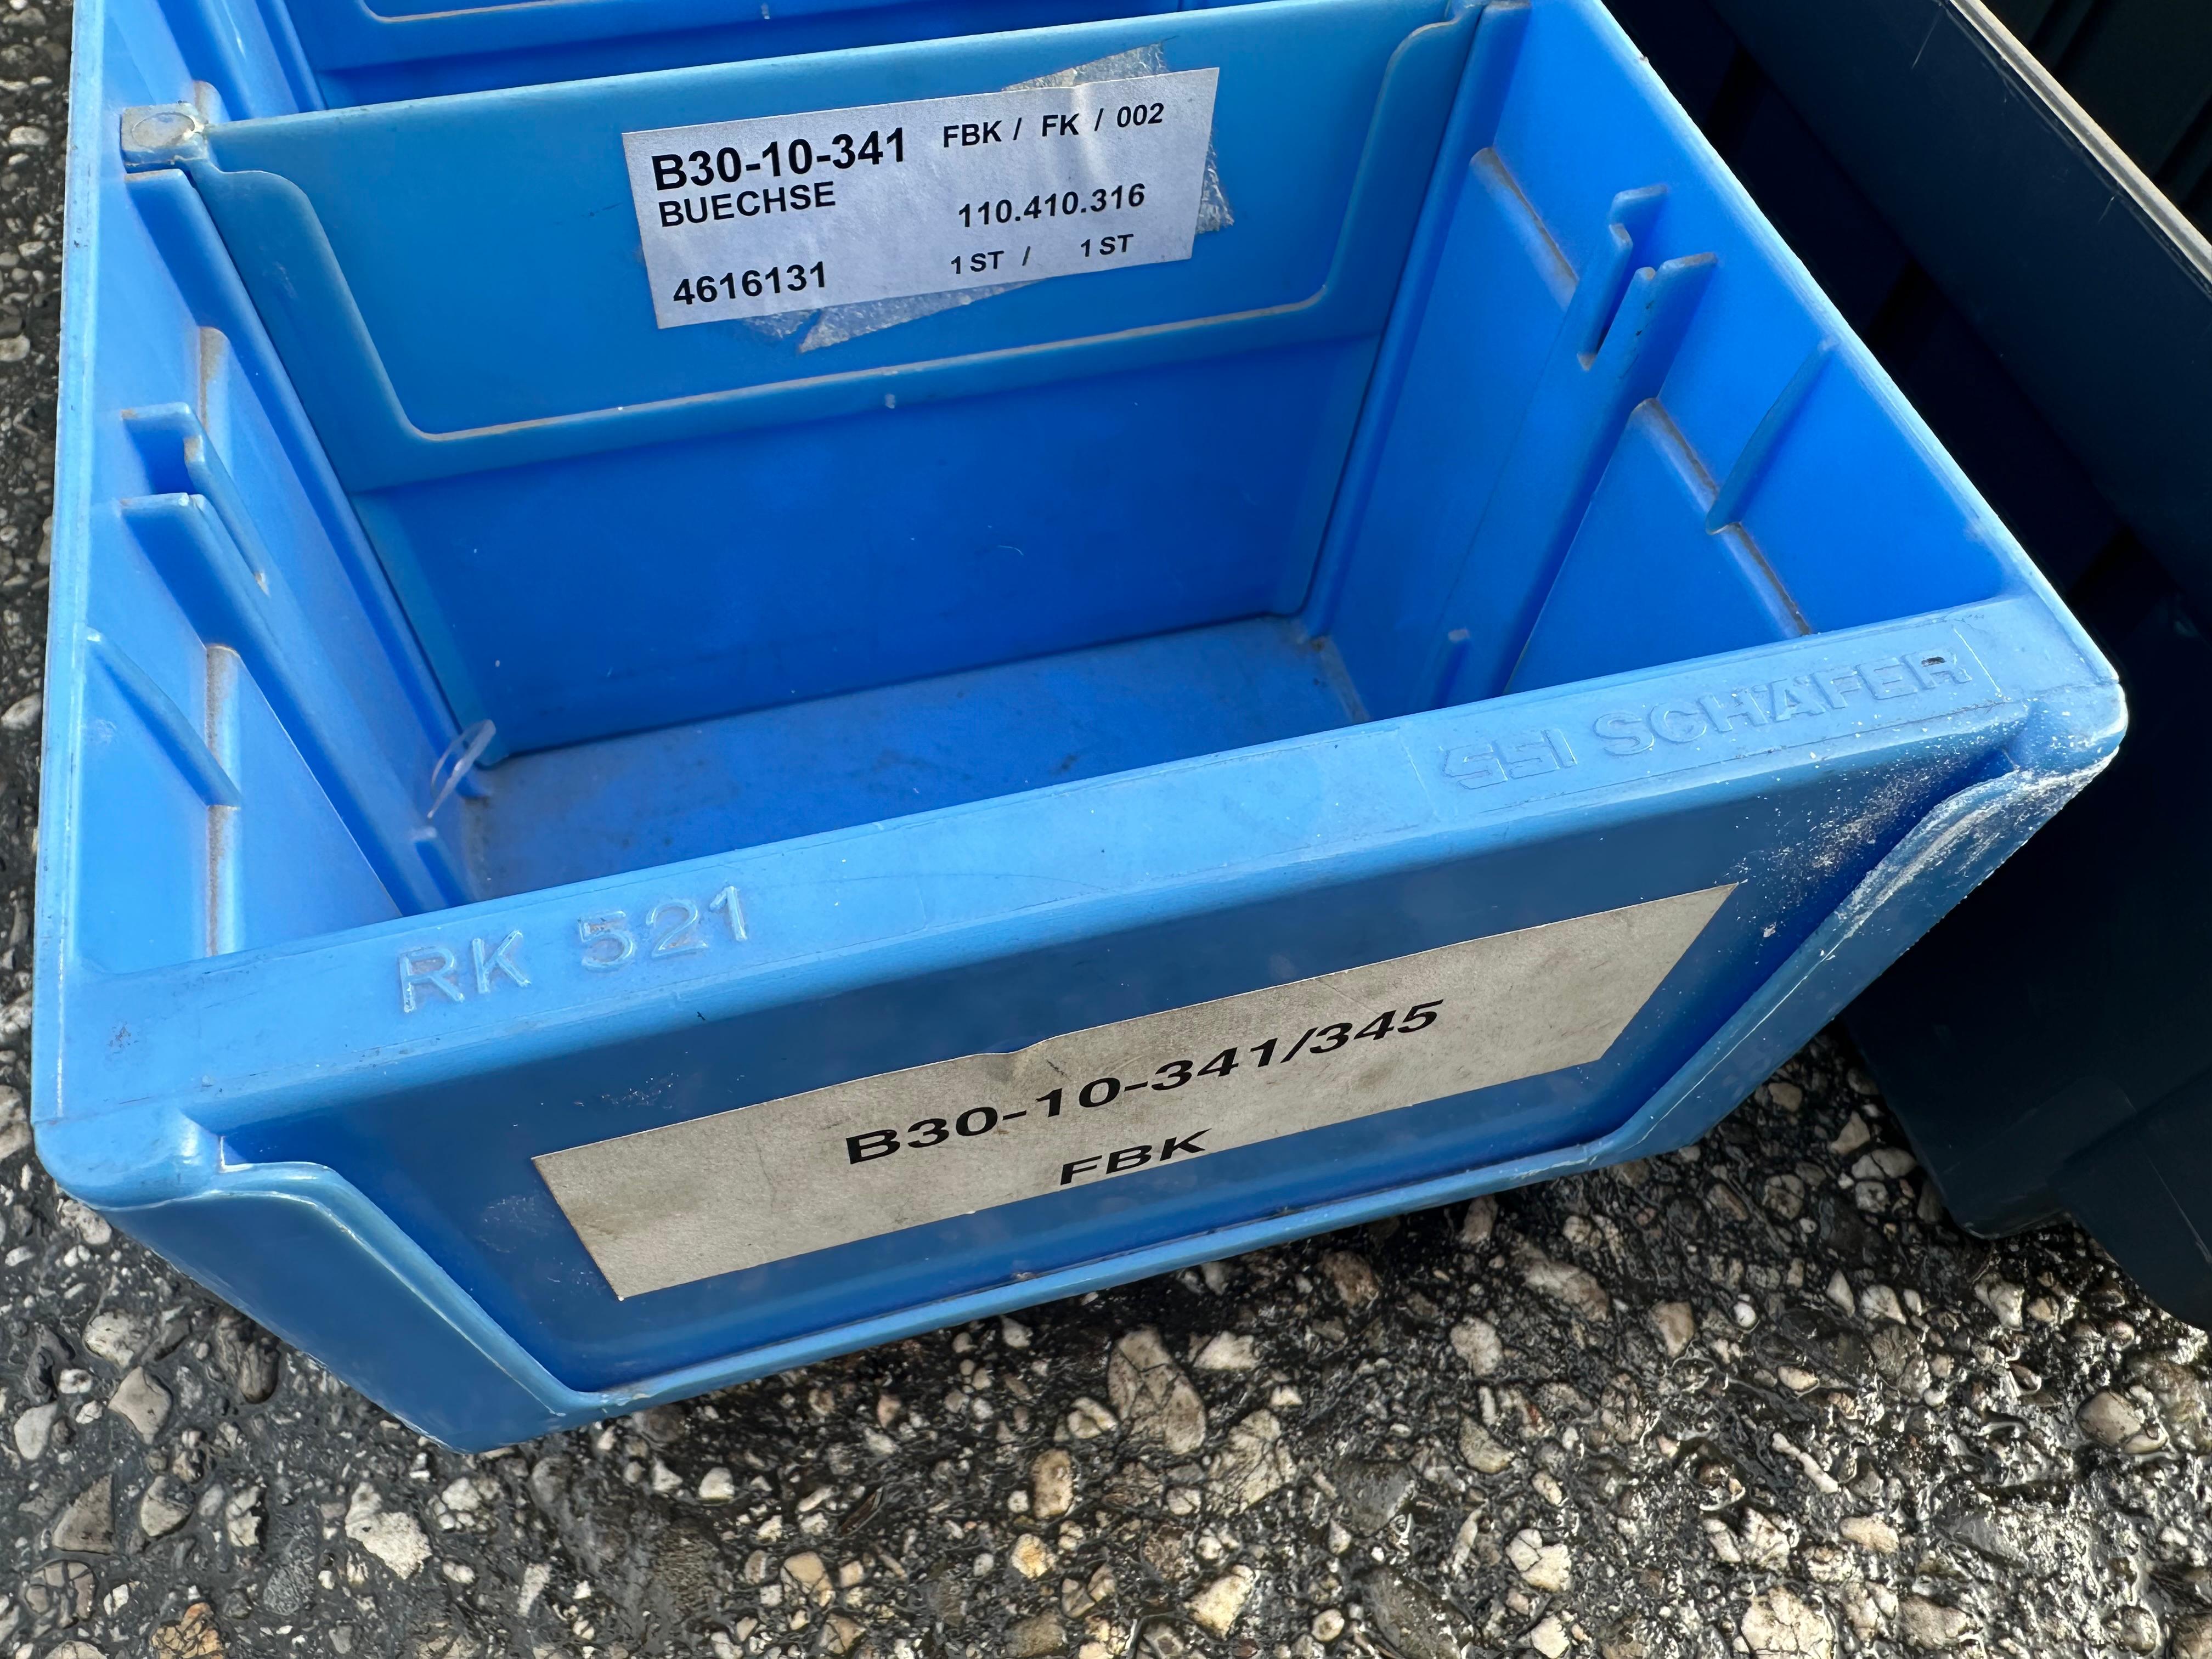 B30-10-341 FBK / FK / 002
BUECHSE 110.410.316
4616131 1 ST / 1 ST
SSI SCHÄFER
RK 521
B30-10-341/345
FBK